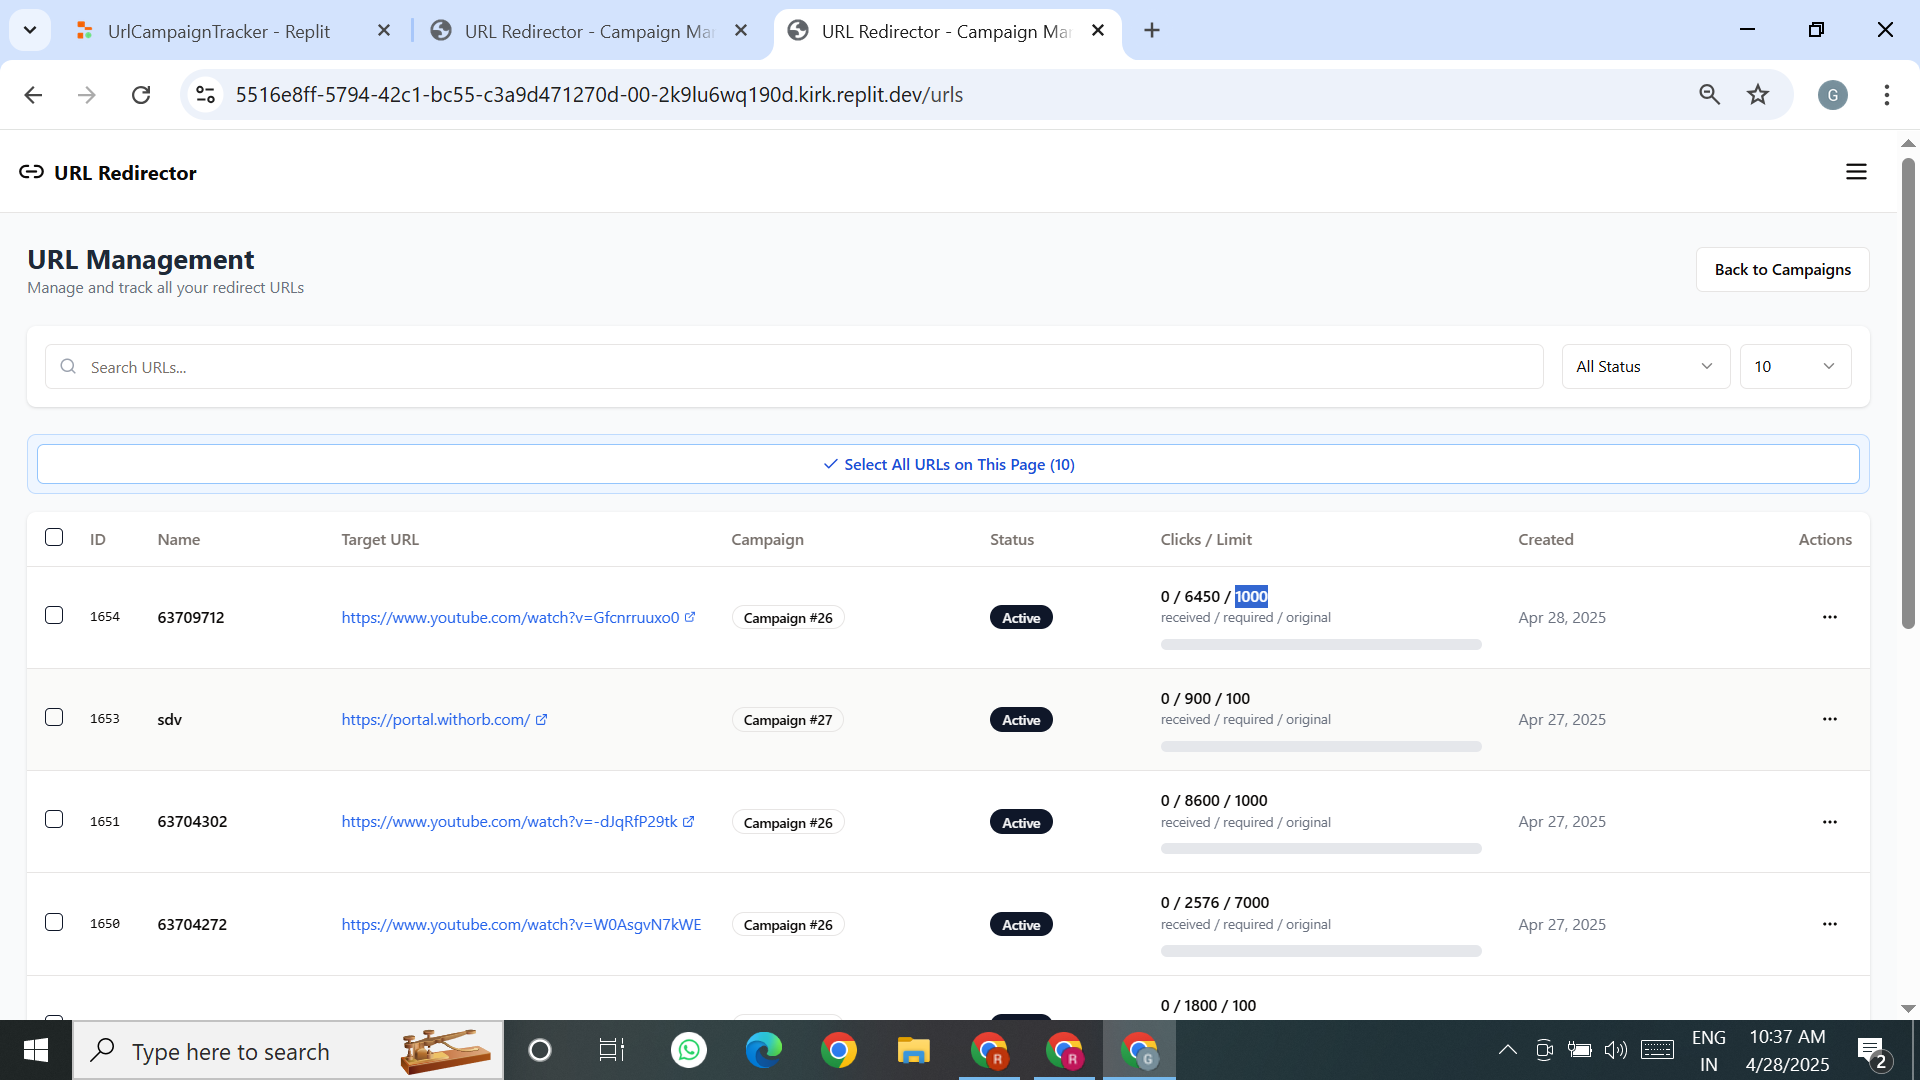 UrlCampaignTracker - Replit
URL Redirector - Campaign Ma
URL Redirector - Campaign Ma
5516e8ff-5794-42c1-bc55-c3a9d471270d-00-2k9lu6wq190d.kirk.replit.dev/urls
G
URL Redirector
URL Management
Manage and track all your redirect URLs
Back to Campaigns
Search URLs...
All Status
10
Select All URLs on This Page (10)
ID Name Target URL Campaign Status Clicks / Limit Created Actions
0 / 6450 / 1000
1654 63709712 https://www.youtube.com/watch?v=Gfcnrruuxo0 Campaign #26 Active received / required / original Apr 28, 2025
0 / 900 / 100
1653 sdv https://portal.withorb.com/ Campaign #27 Active received / required / original Apr 27, 2025
0 / 8600 / 1000
1651 63704302 https://www.youtube.com/watch?v=-dJqRfP29tk Campaign #26 Active received / required / original Apr 27, 2025
0 / 2576 / 7000
1650 63704272 https://www.youtube.com/watch?v=W0AsgvN7kWE Campaign #26 Active received / required / original Apr 27, 2025
0 / 1800 / 100
Type here to search
R
R
G
ENG
IN
10:37 AM
4/28/2025
2